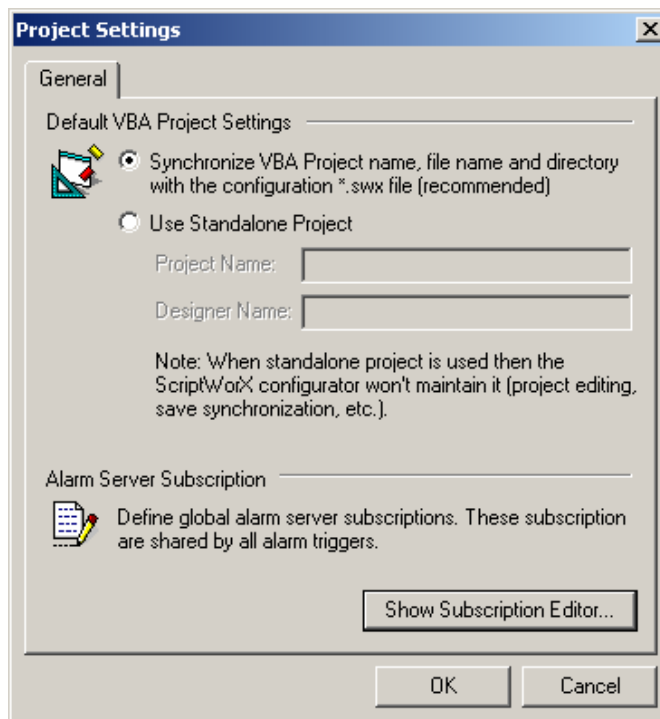 Project Settings
General
Default VBA Project Settings
Synchronize VBA Project name, file name and directory
with the configuration *.swx file (recommended)
Use Standalone Project
Project Name:
Designer Name:
Note: When standalone project is used then the
ScriptWorX configurator won't maintain it (project editing,
save synchronization, etc.).
Alarm Server Subscription
Define global alarm server subscriptions. These subscription
are shared by all alarm triggers.
Show Subscription Editor...
OK
Cancel